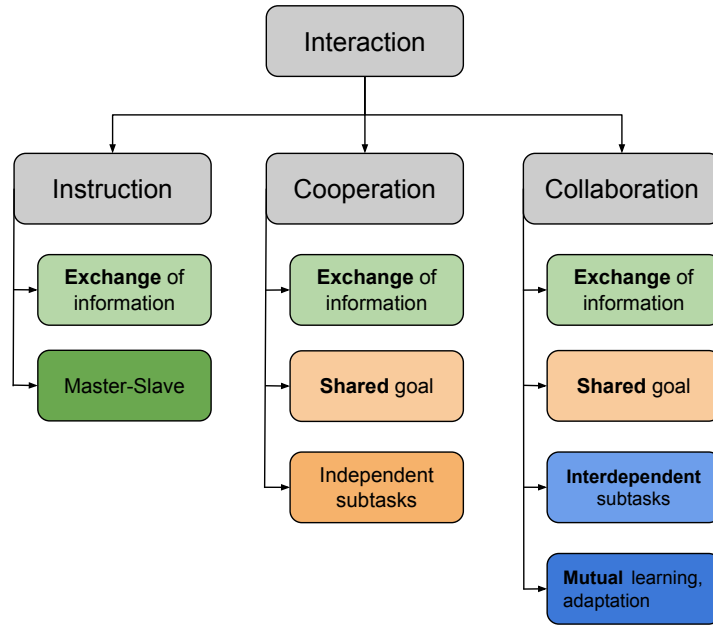 Interaction
Instruction
Exchange of
information
Master-Slave
Cooperation
Exchange of
information
Shared goal
Independent
subtasks
Collaboration
Exchange of
information
Shared goal
Interdependent
subtasks
Mutual learning,
adaptation